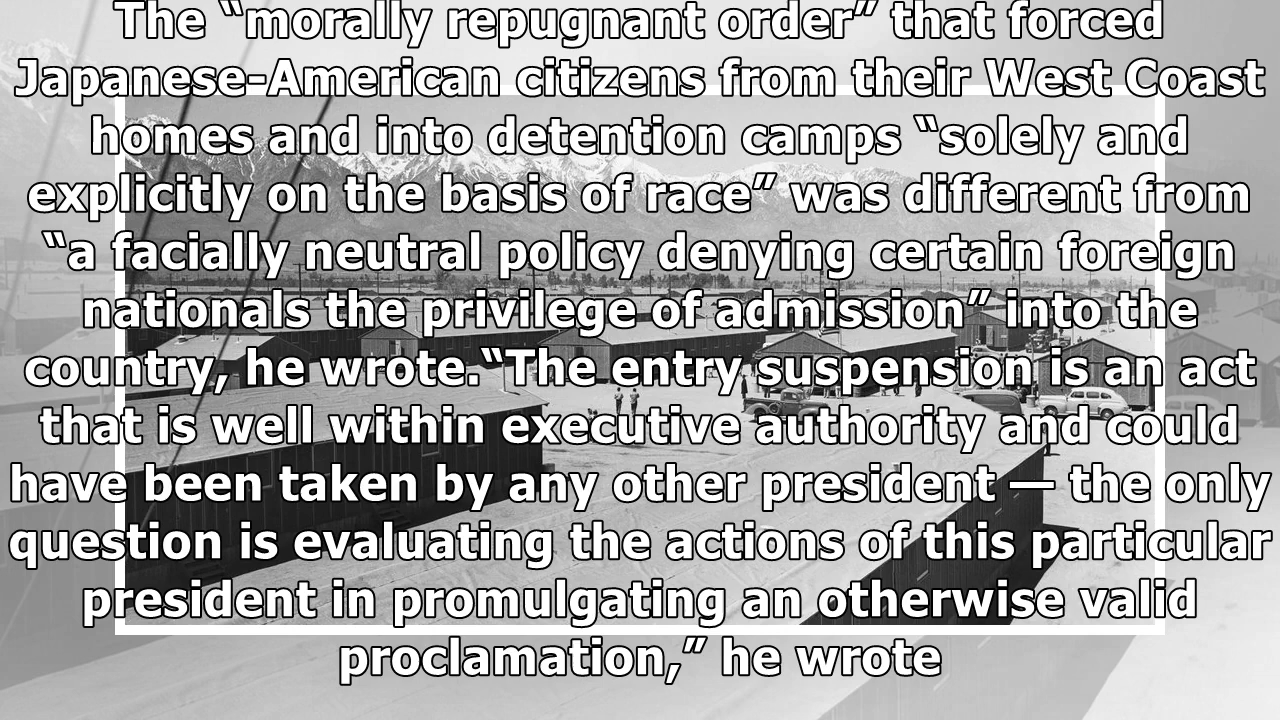 The “morally repugnant order” that forced
Japanese-American citizens from their West Coast
homes and into detention camps “solely and
explicitly on the basis of race” was different from
“a facially neutral policy denying certain foreign
nationals the privilege of admission” into the
country, he wrote.“The entry suspension is an act
that is well within executive authority and could
have been taken by any other president — the only
question is evaluating the actions of this particular
president in promulgating an otherwise valid
proclamation,” he wrote